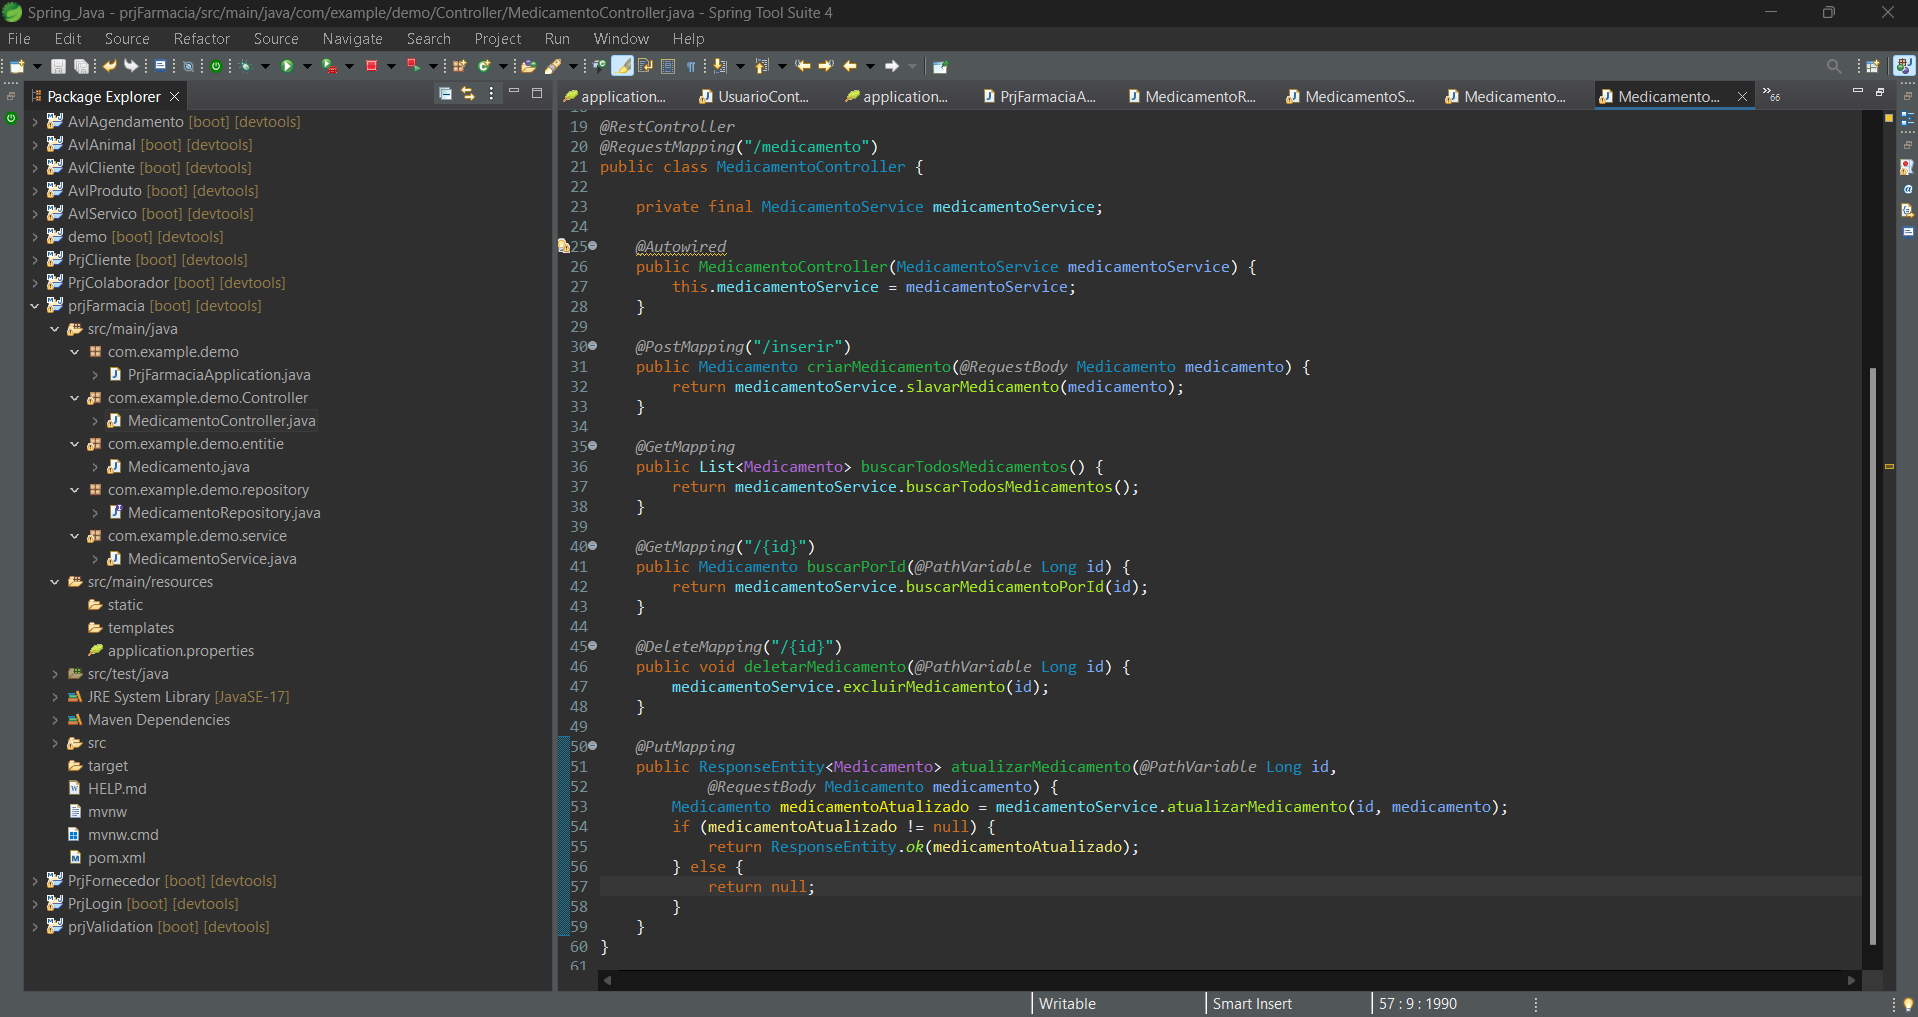 Spring_Java - prjFarmacia/src/main/java/com/example/demo/Controller/MedicamentoController.java - Spring Tool Suite 4
File Edit Source Refactor Source Navigate Search Project Run Window Help
Package Explorer
AvlAgendamento [boot] [devtools]
AvlAnimal [boot] [devtools]
AvlCliente [boot] [devtools]
AvlProduto [boot] [devtools]
AvlServico [boot] [devtools]
demo [boot] [devtools]
PrjCliente [boot] [devtools]
PrjColaborador [boot] [devtools]
prjFarmacia [boot] [devtools]
src/main/java
com.example.demo
PrjFarmaciaApplication.java
com.example.demo.Controller
MedicamentoController.java
com.example.demo.entitie
Medicamento.java
com.example.demo.repository
MedicamentoRepository.java
com.example.demo.service
MedicamentoService.java
src/main/resources
static
templates
application.properties
src/test/java
JRE System Library [JavaSE-17]
Maven Dependencies
src
target
HELP.md
mvnw
mvnw.cmd
pom.xml
PrjFornecedor [boot] [devtools]
PrjLogin [boot] [devtools]
prjValidation [boot] [devtools]
application... UsuarioCont... application... PrjFarmaciaA... MedicamentoR... MedicamentoS... Medicamento... Medicamento... »66
19 @RestController
20 @RequestMapping("/medicamento")
21 public class MedicamentoController {
22
23 private final MedicamentoService medicamentoService;
24
25 @Autowired
26 public MedicamentoController(MedicamentoService medicamentoService) {
27 this.medicamentoService = medicamentoService;
28 }
29
30 @PostMapping("/inserir")
31 public Medicamento criarMedicamento(@RequestBody Medicamento medicamento) {
32 return medicamentoService.slavarMedicamento(medicamento);
33 }
34
35 @GetMapping
36 public List<Medicamento> buscarTodosMedicamentos() {
37 return medicamentoService.buscarTodosMedicamentos();
38 }
39
40 @GetMapping("/{id}")
41 public Medicamento buscarPorId(@PathVariable Long id) {
42 return medicamentoService.buscarMedicamentoPorId(id);
43 }
44
45 @DeleteMapping("/{id}")
46 public void deletarMedicamento(@PathVariable Long id) {
47 medicamentoService.excluirMedicamento(id);
48 }
49
50 @PutMapping
51 public ResponseEntity<Medicamento> atualizarMedicamento(@PathVariable Long id,
52 @RequestBody Medicamento medicamento) {
53 Medicamento medicamentoAtualizado = medicamentoService.atualizarMedicamento(id, medicamento);
54 if (medicamentoAtualizado != null) {
55 return ResponseEntity.ok(medicamentoAtualizado);
56 } else {
57 return null;
58 }
59 }
60 }
61
Writable Smart Insert 57 : 9 : 1990